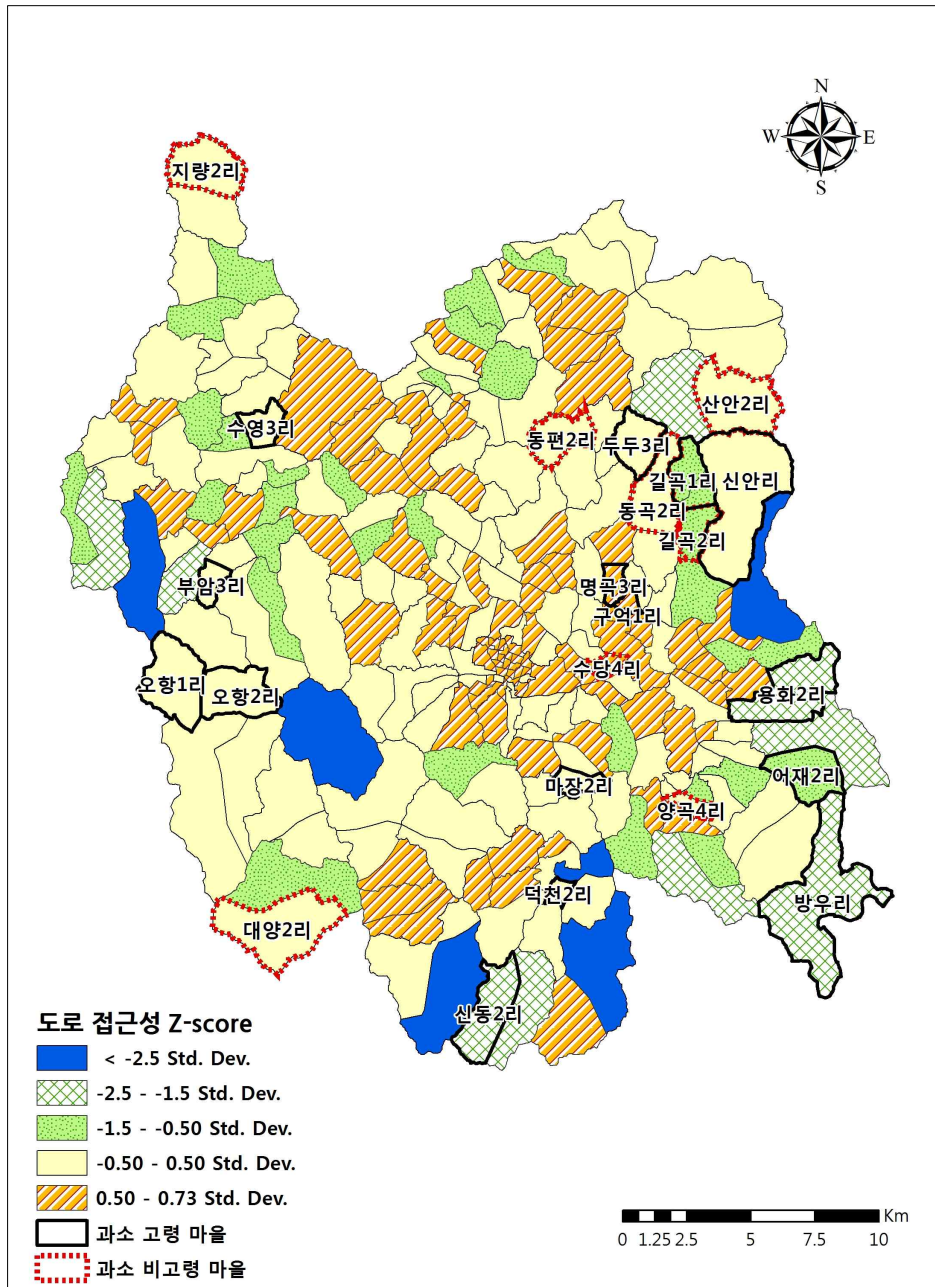 N
W
E
S
지량2리
산안2리
수영3리
동편2리
두두3리
길곡1리
신안리
동곡2리
길곡2리
부암3리
명곡3리
구억1리
수당4리
오항1리
오항2리
용화2리
어재2리
마장2리
양곡4리
덕천2리
방우리
대양2리
신동2리
도로 접근성 Z-score
< -2.5 Std. Dev.
-2.5 - -1.5 Std. Dev.
-1.5 - -0.50 Std. Dev.
-0.50 - 0.50 Std. Dev.
0.50 - 0.73 Std. Dev.
과소 고령 마을
과소 비고령 마을
Km
0 1.25 2.5 5 7.5 10